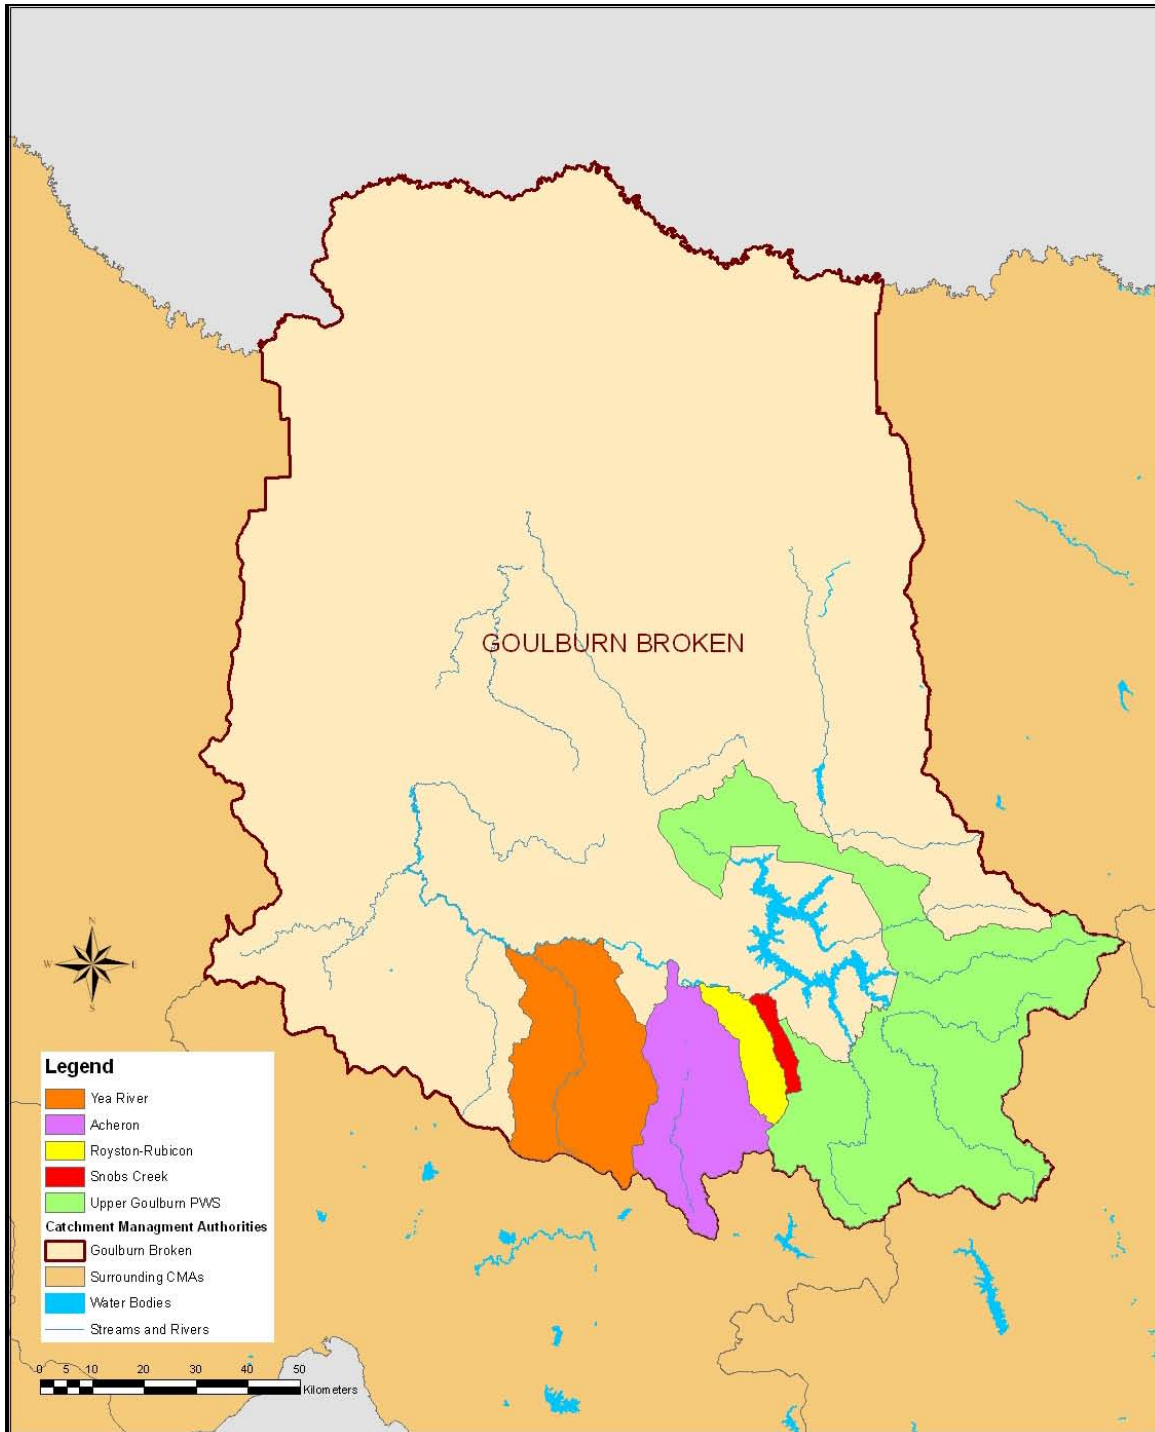 GOULBURN BROKEN
N
W
E
S
Legend
Yea River
Acheron
Royston-Rubicon
Snobs Creek
Upper Goulburn PWS
Catchment Managment Authorities
Goulburn Broken
Surrounding CMAs
Water Bodies
Streams and Rivers
0 5 10 20 30 40 50
Kilometers